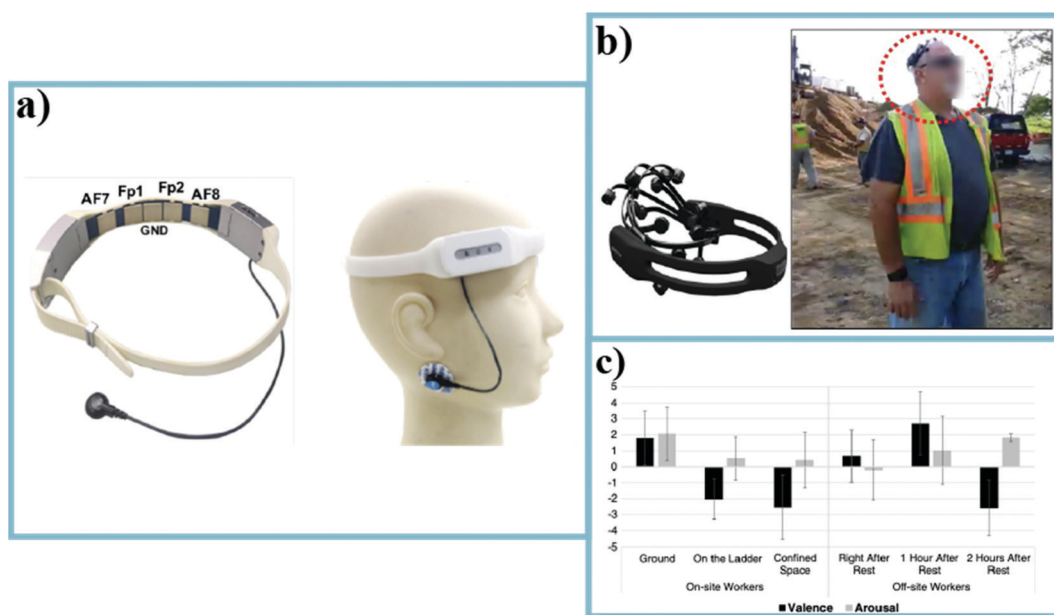 a)
AF7 Fp1 Fp2 AF8
GND
b)
c)
5
4
3
2
1
0
-1
-2
-3
-4
-5
Ground On the Ladder Confined Space Right After Rest 1 Hour After Rest 2 Hours After Rest
On-site Workers Off-site Workers
Valence Arousal